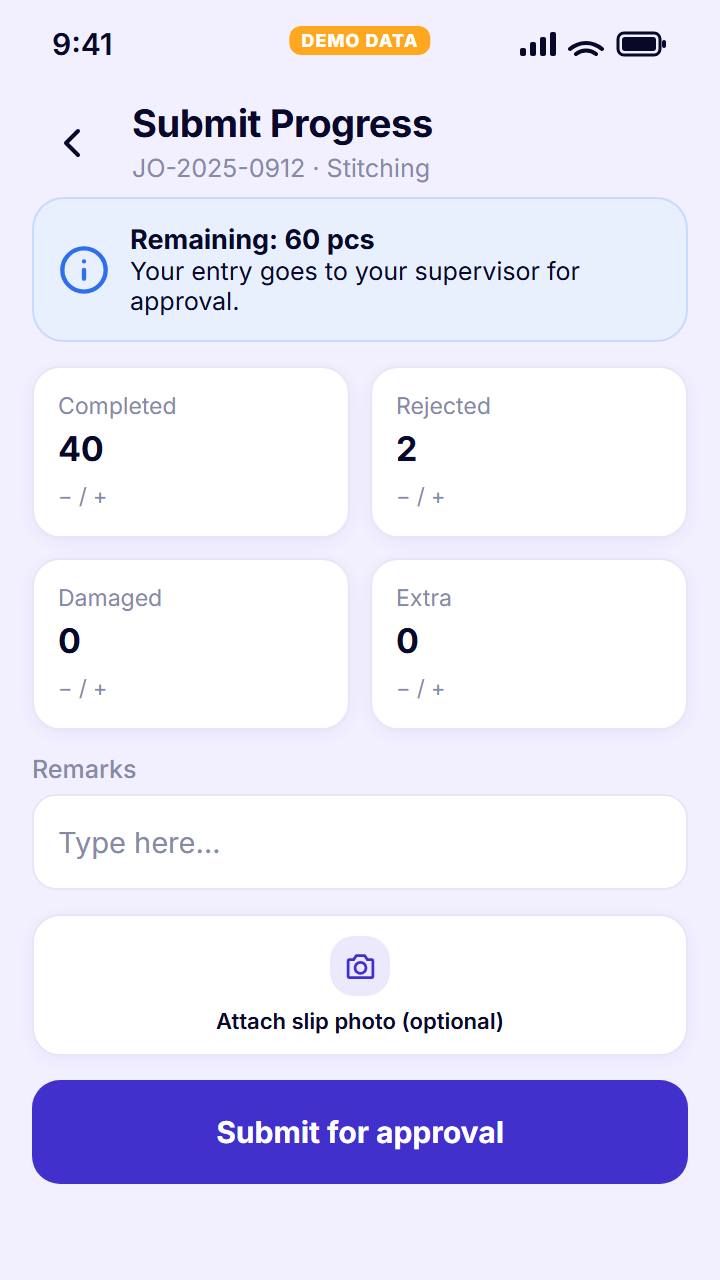 9:41
DEMO DATA
Submit Progress
JO-2025-0912 · Stitching
Remaining: 60 pcs
Your entry goes to your supervisor for
approval.
Completed
40
− / +
Rejected
2
− / +
Damaged
0
− / +
Extra
0
− / +
Remarks
Type here...
Attach slip photo (optional)
Submit for approval